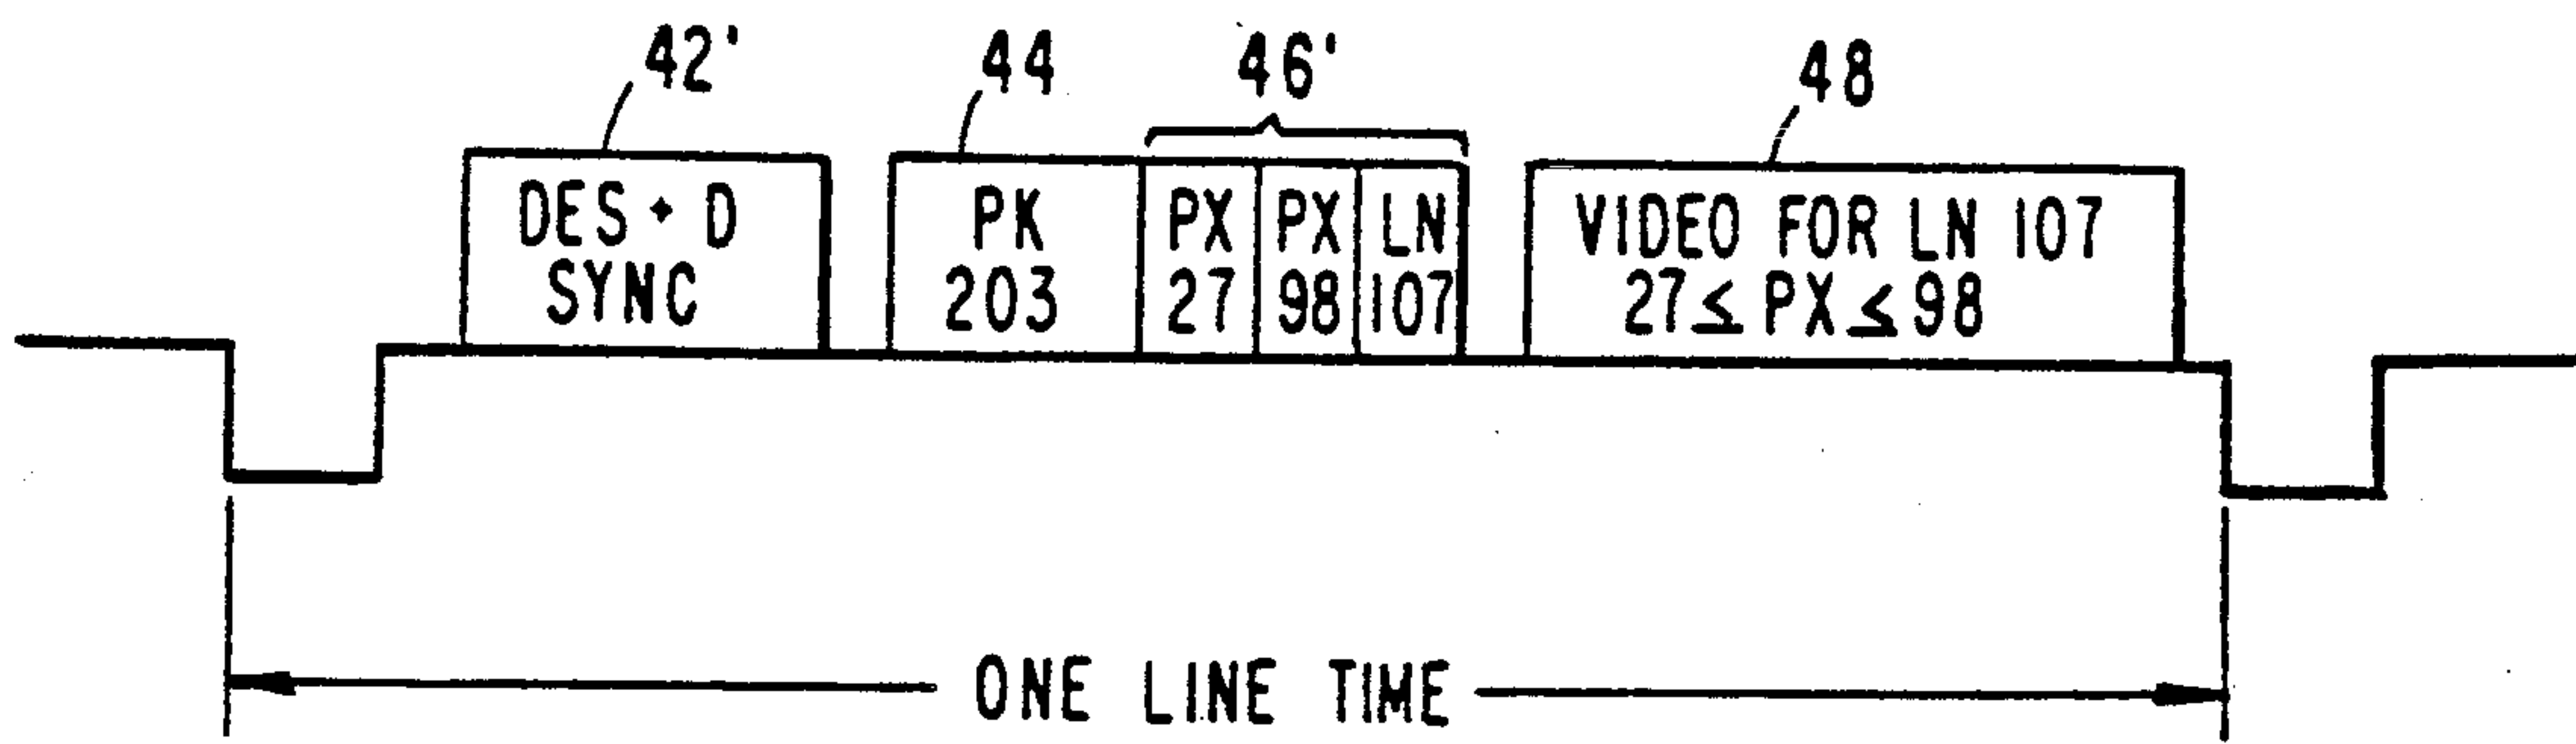 42'
44
46'
48
DES + D
SYNC
PK
203
PX
27
PX
98
LN
107
VIDEO FOR LN 107
27 ≤ PX ≤ 98
ONE LINE TIME